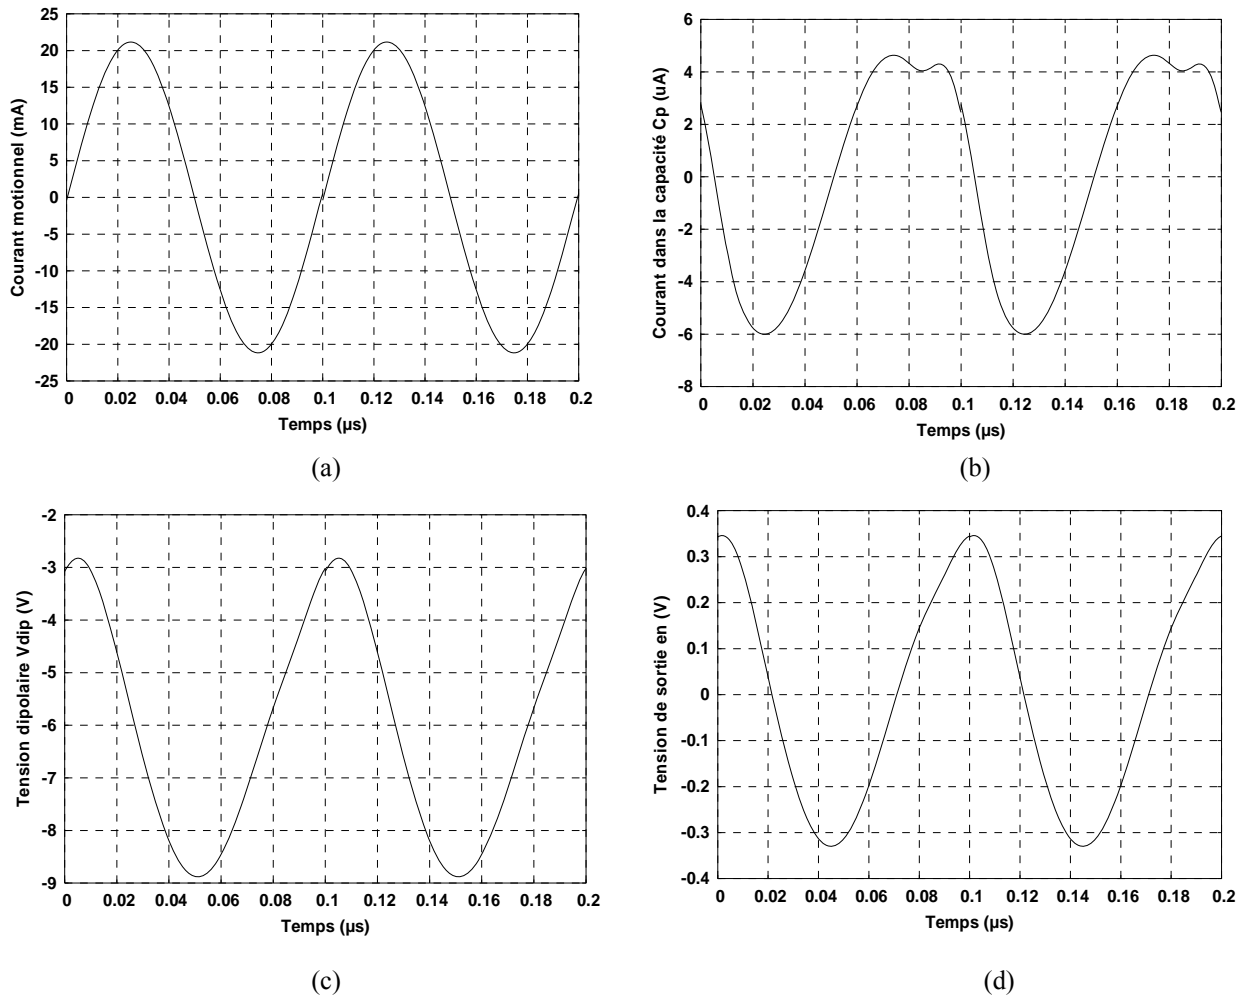 25
20
15
10
5
0
-5
-10
-15
-20
-25
Courant motionnel (mA)
0 0.02 0.04 0.06 0.08 0.1 0.12 0.14 0.16 0.18 0.2
Temps (µs)
(a)
6
4
2
0
-2
-4
-6
-8
Courant dans la capacité Cp (uA)
0 0.02 0.04 0.06 0.08 0.1 0.12 0.14 0.16 0.18 0.2
Temps (µs)
(b)
-2
-3
-4
-5
-6
-7
-8
-9
Tension dipolaire Vdip (V)
0 0.02 0.04 0.06 0.08 0.1 0.12 0.14 0.16 0.18 0.2
Temps (µs)
(c)
0.4
0.3
0.2
0.1
0
-0.1
-0.2
-0.3
-0.4
Tension de sortie en (V)
0 0.02 0.04 0.06 0.08 0.1 0.12 0.14 0.16 0.18 0.2
Temps (µs)
(d)